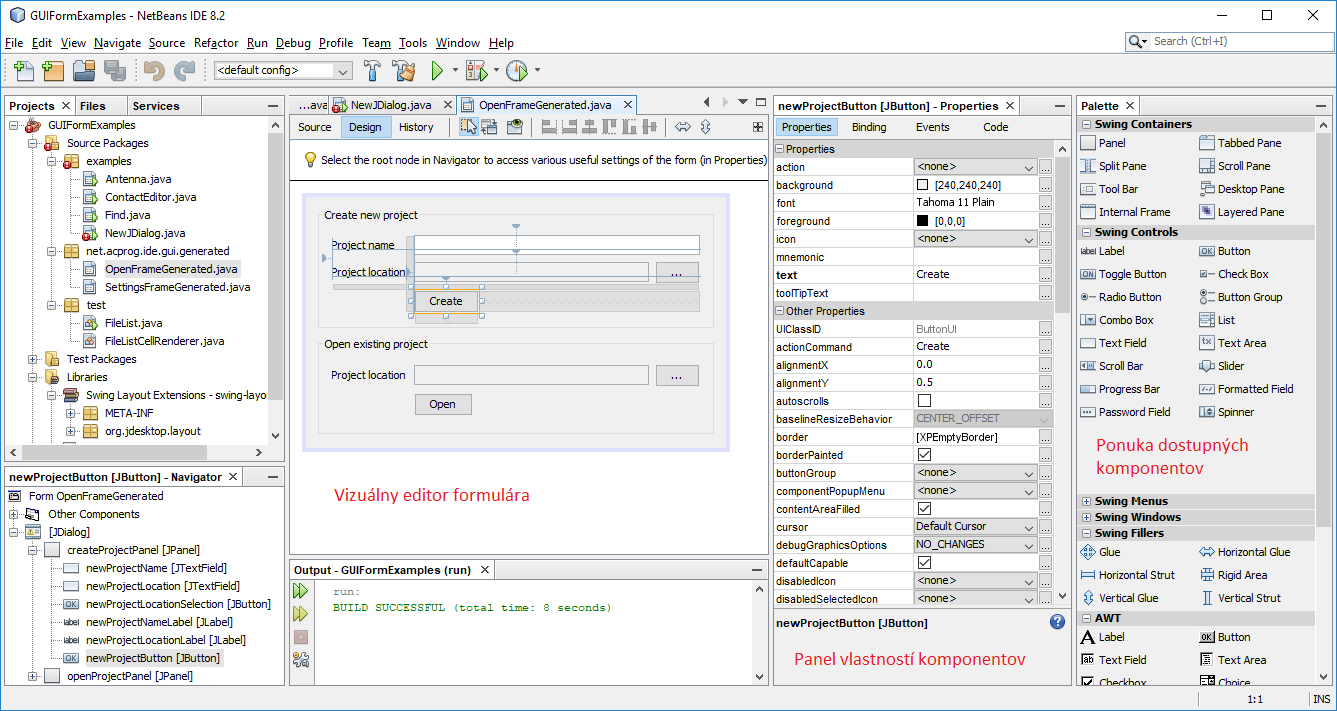 GUIFormExamples - NetBeans IDE 8.2
File Edit View Navigate Source Refactor Run Debug Profile Team Tools Window Help
Search (Ctrl+I)
<default config>
Projects Files Services
GUIFormExamples
Source Packages
examples
Antenna.java
ContactEditor.java
Find.java
NewJDialog.java
net.acprog.ide.gui.generated
OpenFrameGenerated.java
SettingsFrameGenerated.java
test
FileList.java
FileListCellRenderer.java
Test Packages
Libraries
Swing Layout Extensions - swing-layo
META-INF
org.jdesktop.layout
newProjectButton [JButton] - Navigator
Form OpenFrameGenerated
Other Components
[JDialog]
createProjectPanel [JPanel]
newProjectName [JTextField]
newProjectLocation [JTextField]
newProjectLocationSelection [JButton]
newProjectNameLabel [JLabel]
newProjectLocationLabel [JLabel]
newProjectButton [JButton]
openProjectPanel [JPanel]
...ava NewJDialog.java OpenFrameGenerated.java
Source Design History
Select the root node in Navigator to access various useful settings of the form (in Properties)
Create new project
Project name
Project location ...
Create
Open existing project
Project location ...
Open
Vizuálny editor formulára
Output - GUIFormExamples (run)
run:
BUILD SUCCESSFUL (total time: 8 seconds)
newProjectButton [JButton] - Properties
Properties Binding Events Code
Properties
action <none> ...
background [240,240,240] ...
font Tahoma 11 Plain ...
foreground [0,0,0] ...
icon <none> ...
mnemonic ...
text Create ...
toolTipText ...
Other Properties
UIClassID ButtonUI ...
actionCommand Create ...
alignmentX 0.0 ...
alignmentY 0.5 ...
autoscrolls ...
baselineResizeBehavior CENTER_OFFSET ...
border [XPEmptyBorder] ...
borderPainted ...
buttonGroup <none> ...
componentPopupMenu <none> ...
contentAreaFilled ...
cursor Default Cursor ...
debugGraphicsOptions NO_CHANGES ...
defaultCapable ...
disabledIcon <none> ...
disabledSelectedIcon <none> ...
newProjectButton [JButton]
Panel vlastností komponentov
Palette
Swing Containers
Panel Tabbed Pane
Split Pane Scroll Pane
Tool Bar Desktop Pane
Internal Frame Layered Pane
Swing Controls
label Label OK Button
ON Toggle Button Check Box
Radio Button Button Group
Combo Box List
Text Field Text Area
Scroll Bar Slider
Progress Bar Formatted Field
Password Field Spinner
Ponuka dostupných
komponentov
Swing Menus
Swing Windows
Swing Fillers
Glue Horizontal Glue
Horizontal Strut Rigid Area
Vertical Glue Vertical Strut
AWT
Label OK Button
Text Field Text Area
Checkbox Choice
1:1 INS